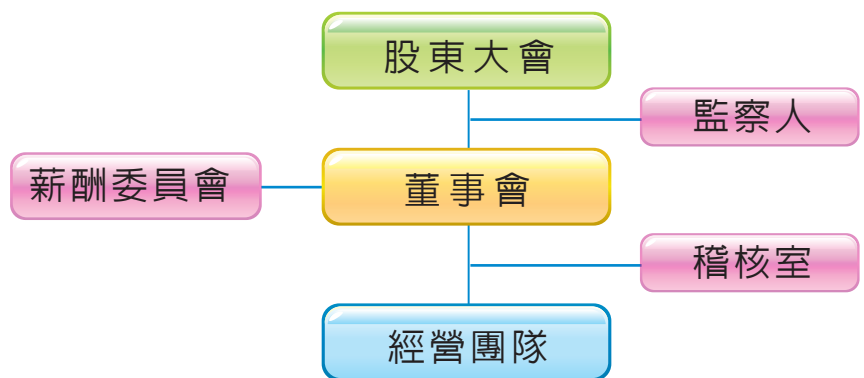 股東大會
監察人
薪酬委員會
董事會
稽核室
經營團隊